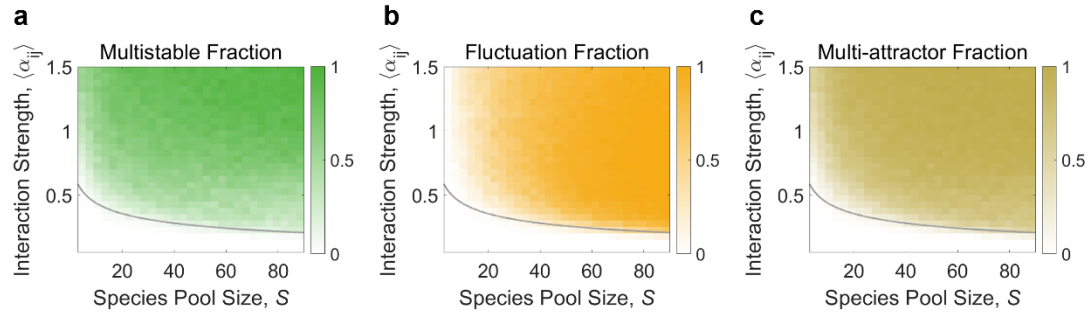 a
Multistable Fraction
Interaction Strength, ⟨α_ij⟩
1.5
1
0.5
20 40 60 80
Species Pool Size, S
1
0.5
0
b
Fluctuation Fraction
Interaction Strength, ⟨α_ij⟩
1.5
1
0.5
20 40 60 80
Species Pool Size, S
1
0.5
0
c
Multi-attractor Fraction
Interaction Strength, ⟨α_ij⟩
1.5
1
0.5
20 40 60 80
Species Pool Size, S
1
0.5
0